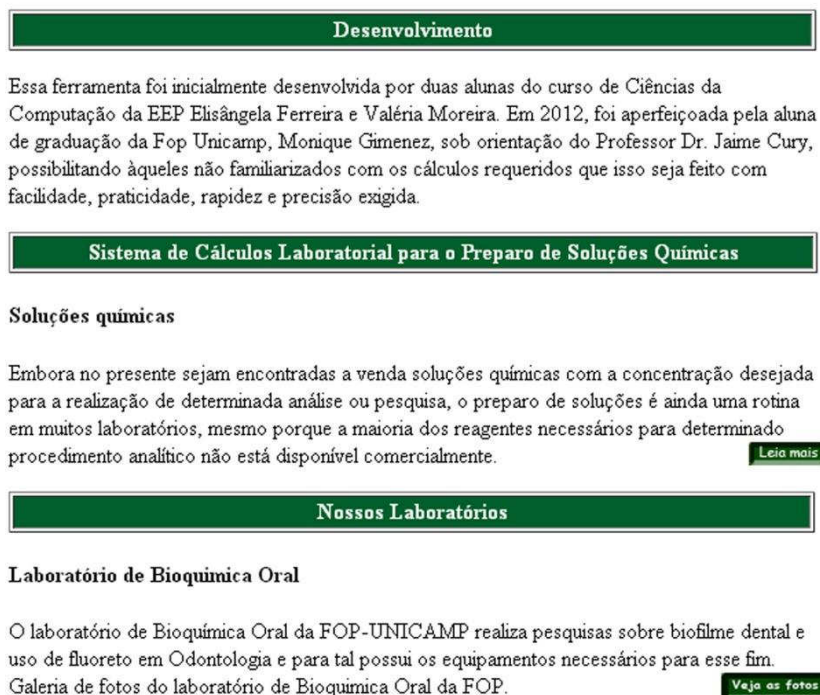 Desenvolvimento
Essa ferramenta foi inicialmente desenvolvida por duas alunas do curso de Ciências da
Computação da EEP Elisângela Ferreira e Valéria Moreira. Em 2012, foi aperfeiçoada pela aluna
de graduação da Fop Unicamp, Monique Gimenez, sob orientação do Professor Dr. Jaime Cury,
possibilitando àqueles não familiarizados com os cálculos requeridos que isso seja feito com
facilidade, praticidade, rapidez e precisão exigida.
Sistema de Cálculos Laboratorial para o Preparo de Soluções Químicas
Soluções químicas
Embora no presente sejam encontradas a venda soluções químicas com a concentração desejada
para a realização de determinada análise ou pesquisa, o preparo de soluções é ainda uma rotina
em muitos laboratórios, mesmo porque a maioria dos reagentes necessários para determinado
procedimento analítico não está disponível comercialmente. Leia mais
Nossos Laboratórios
Laboratório de Bioquimica Oral
O laboratório de Bioquímica Oral da FOP-UNICAMP realiza pesquisas sobre biofilme dental e
uso de fluoreto em Odontologia e para tal possui os equipamentos necessários para esse fim.
Galeria de fotos do laboratório de Bioquimica Oral da FOP. Veja as fotos